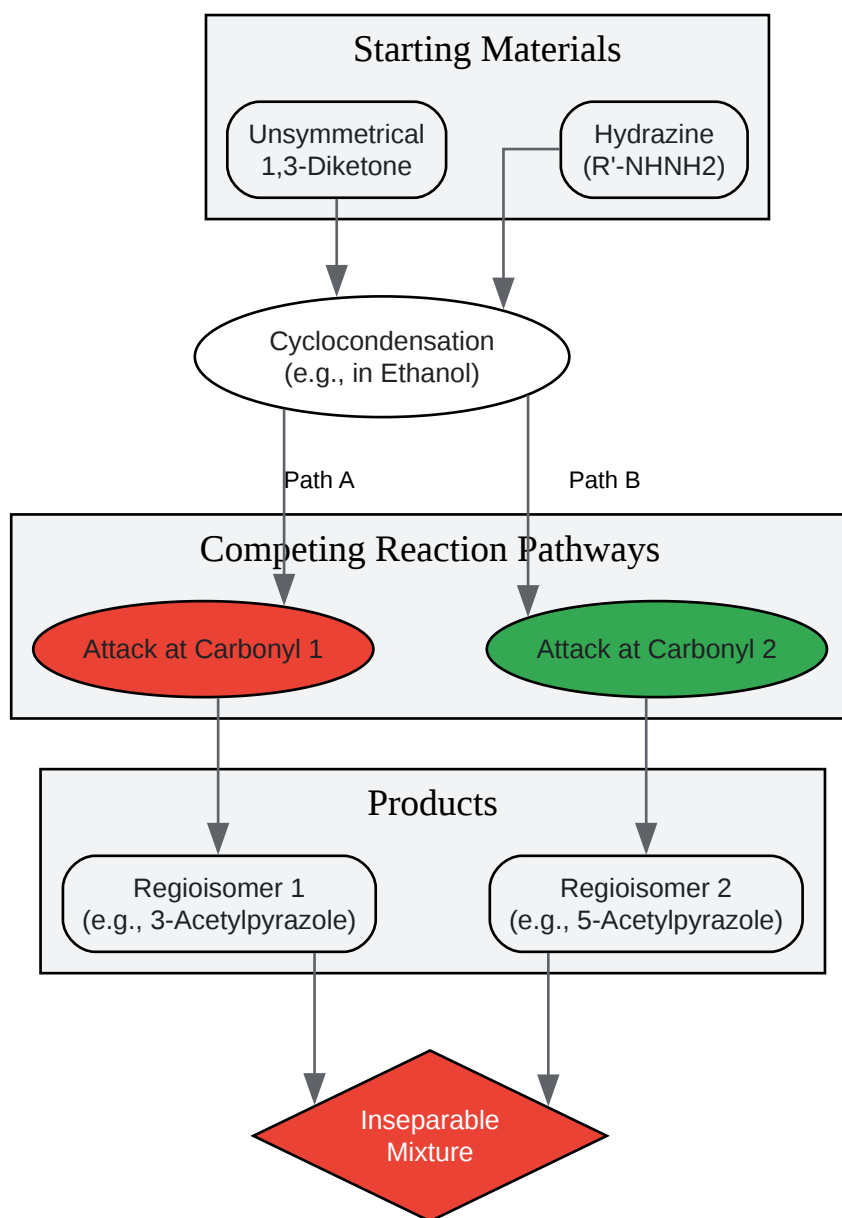 Starting Materials
Unsymmetrical
1,3-Diketone
Hydrazine
(R'-NHNH2)
Cyclocondensation
(e.g., in Ethanol)
Path A
Path B
Competing Reaction Pathways
Attack at Carbonyl 1
Attack at Carbonyl 2
Products
Regioisomer 1
(e.g., 3-Acetylpyrazole)
Regioisomer 2
(e.g., 5-Acetylpyrazole)
Inseparable
Mixture